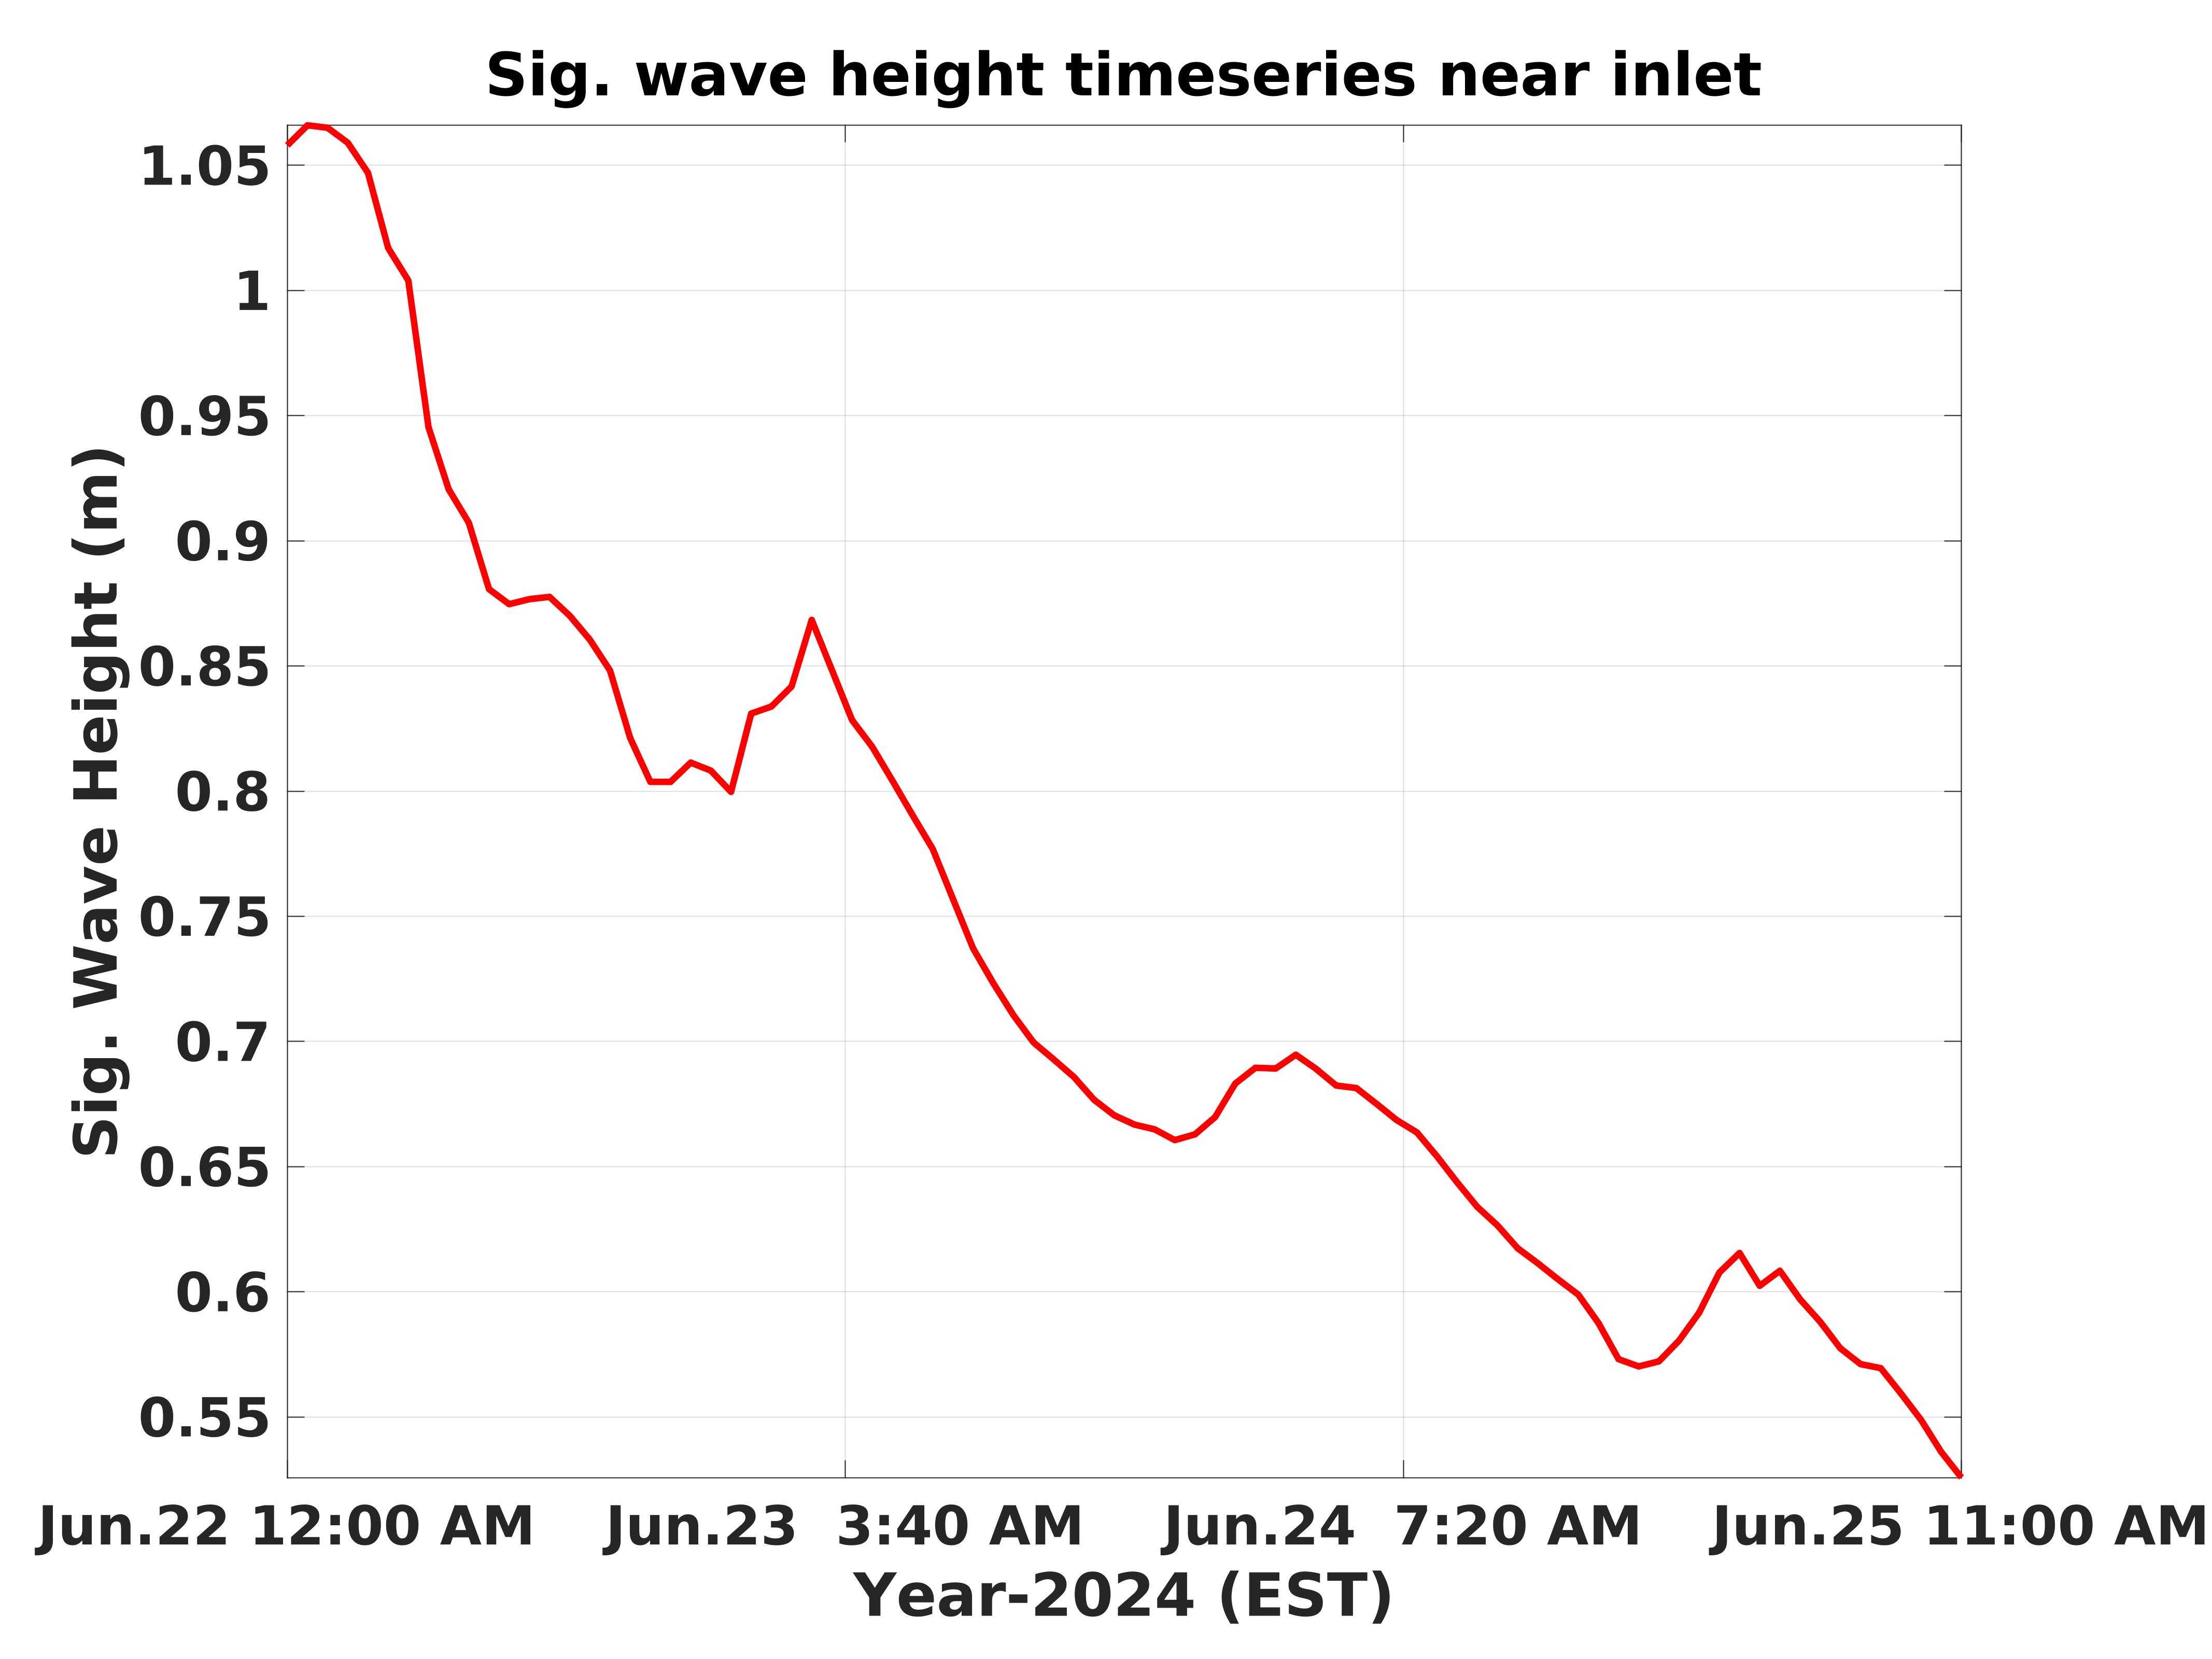 Sig. wave height timeseries near inlet
Sig. Wave Height (m)
1.05
1
0.95
0.9
0.85
0.8
0.75
0.7
0.65
0.6
0.55
Jun.22 12:00 AM Jun.23 3:40 AM Jun.24 7:20 AM Jun.25 11:00 AM
Year-2024 (EST)